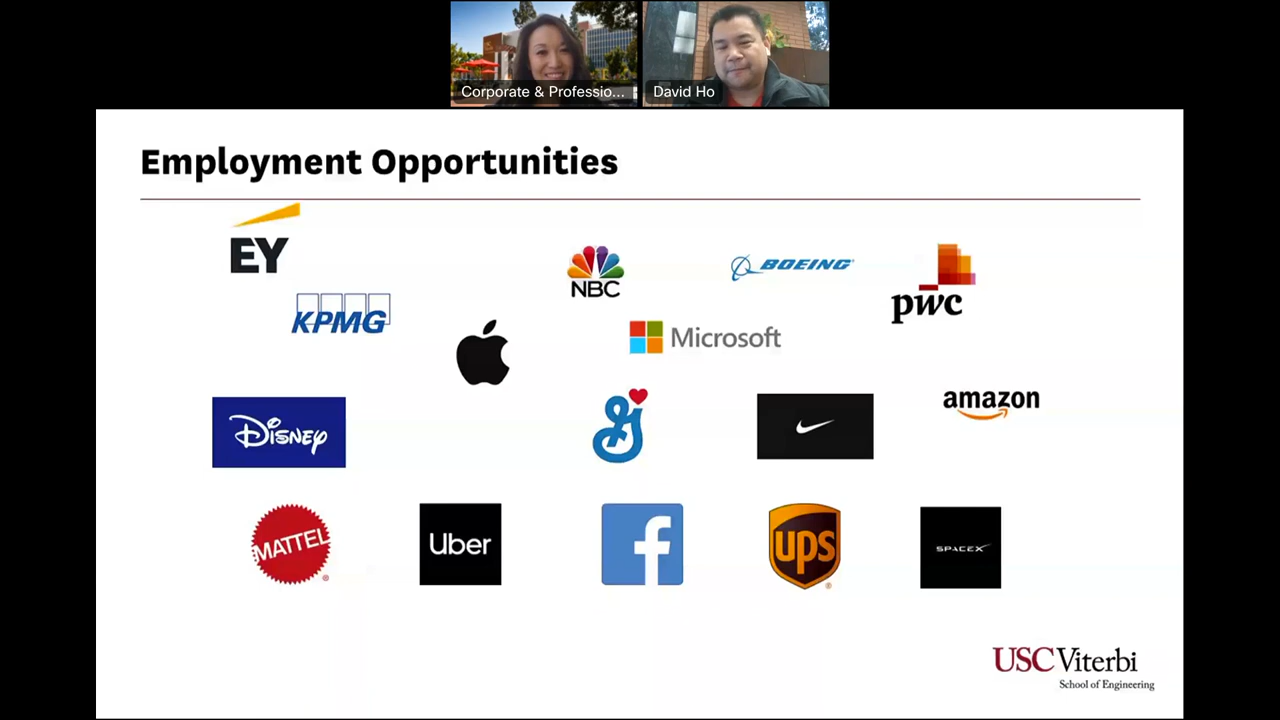 Corporate & Professio...
David Ho
Employment Opportunities
EY
NBC
BOEING
pwc
KPMG
Microsoft
Disney
amazon
MATTEL
Uber
f
ups
SPACEX
USC Viterbi
School of Engineering